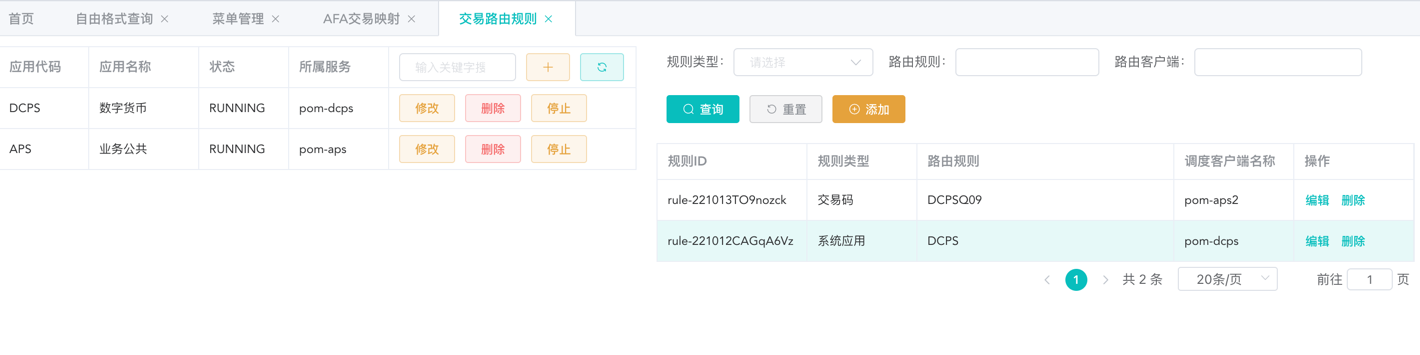 首页 自由格式查询 × 菜单管理 × AFA交易映射 × 交易路由规则 ×
应用代码 应用名称 状态 所属服务 输入关键字搜
DCPS 数字货币 RUNNING pom-dcps 修改 删除 停止
APS 业务公共 RUNNING pom-aps 修改 删除 停止
规则类型： 请选择 路由规则： 路由客户端：
查询 重置 添加
规则ID 规则类型 路由规则 调度客户端名称 操作
rule-221013TO9nozck 交易码 DCPSQ09 pom-aps2 编辑 删除
rule-221012CAGqA6Vz 系统应用 DCPS pom-dcps 编辑 删除
1 共 2 条 20条/页 前往 1 页